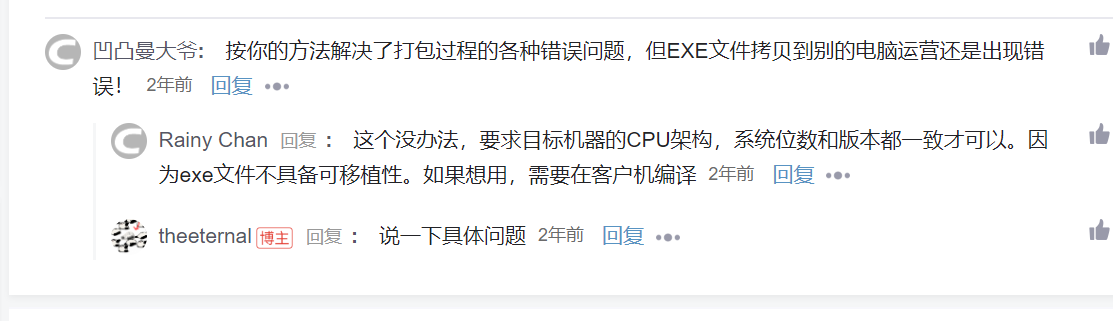 凹凸曼大爷： 按你的方法解决了打包过程的各种错误问题，但EXE文件拷贝到别的电脑运营还是出现错
误！ 2年前 回复 •••
Rainy Chan 回复： 这个没办法，要求目标机器的CPU架构，系统位数和版本都一致才可以。因
为exe文件不具备可移植性。如果想用，需要在客户机编译 2年前 回复 •••
theeternal 博主 回复： 说一下具体问题 2年前 回复 •••